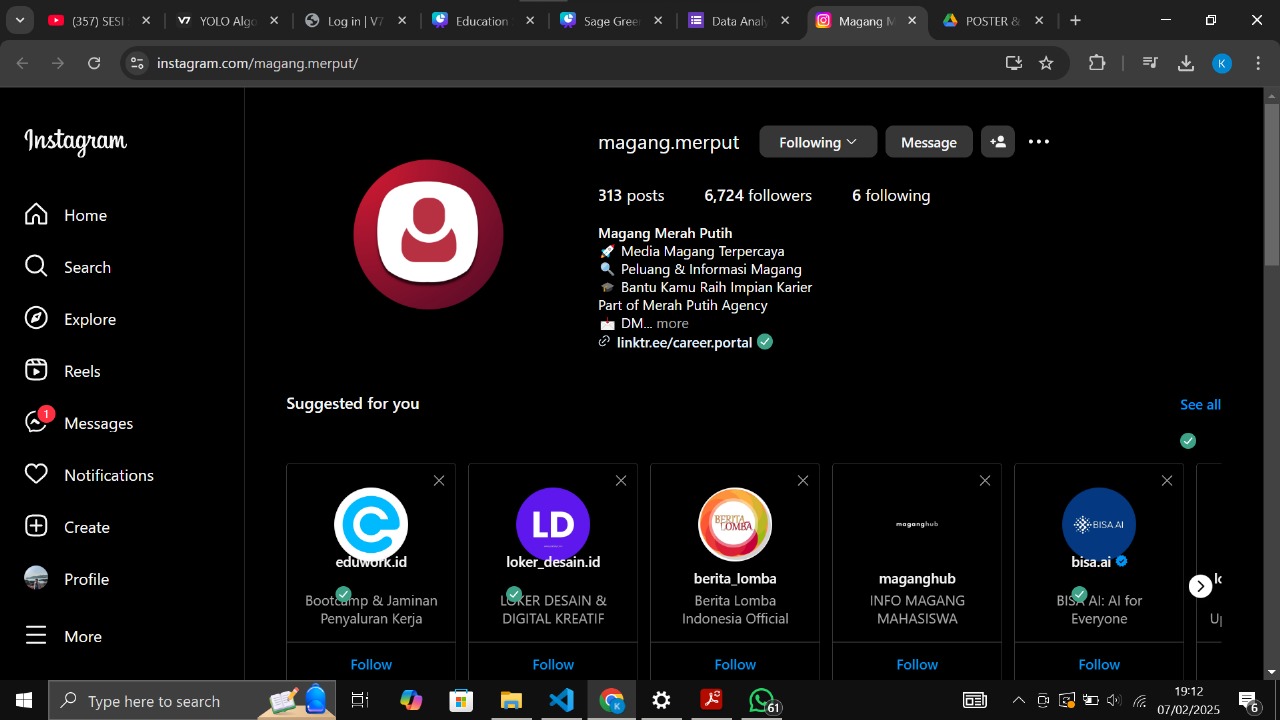 (357) SEST
YOLO Algo
Log in | V7
Education
Sage Green
Data Analy
Magang M
POSTER &
instagram.com/magang.merput/
K
Instagram
Home
Search
Explore
Reels
1
Messages
Notifications
Create
Profile
More
magang.merput
Following
Message
313 posts
6,724 followers
6 following
Magang Merah Putih
🚀 Media Magang Terpercaya
🔍 Peluang & Informasi Magang
🎓 Bantu Kamu Raih Impian Karier
Part of Merah Putih Agency
📩 DM... more
linktr.ee/career.portal
Suggested for you
See all
eduwork.id
Bootcamp & Jaminan
Penyaluran Kerja
Follow
LD
loker_desain.id
LOKER DESAIN &
DIGITAL KREATIF
Follow
BERITA
LOMBA
berita_lomba
Berita Lomba
Indonesia Official
Follow
maganghub
maganghub
INFO MAGANG
MAHASISWA
Follow
BISA AI
bisa.ai
BISA AI: AI for
Everyone
Follow
Type here to search
61
19:12
07/02/2025
6